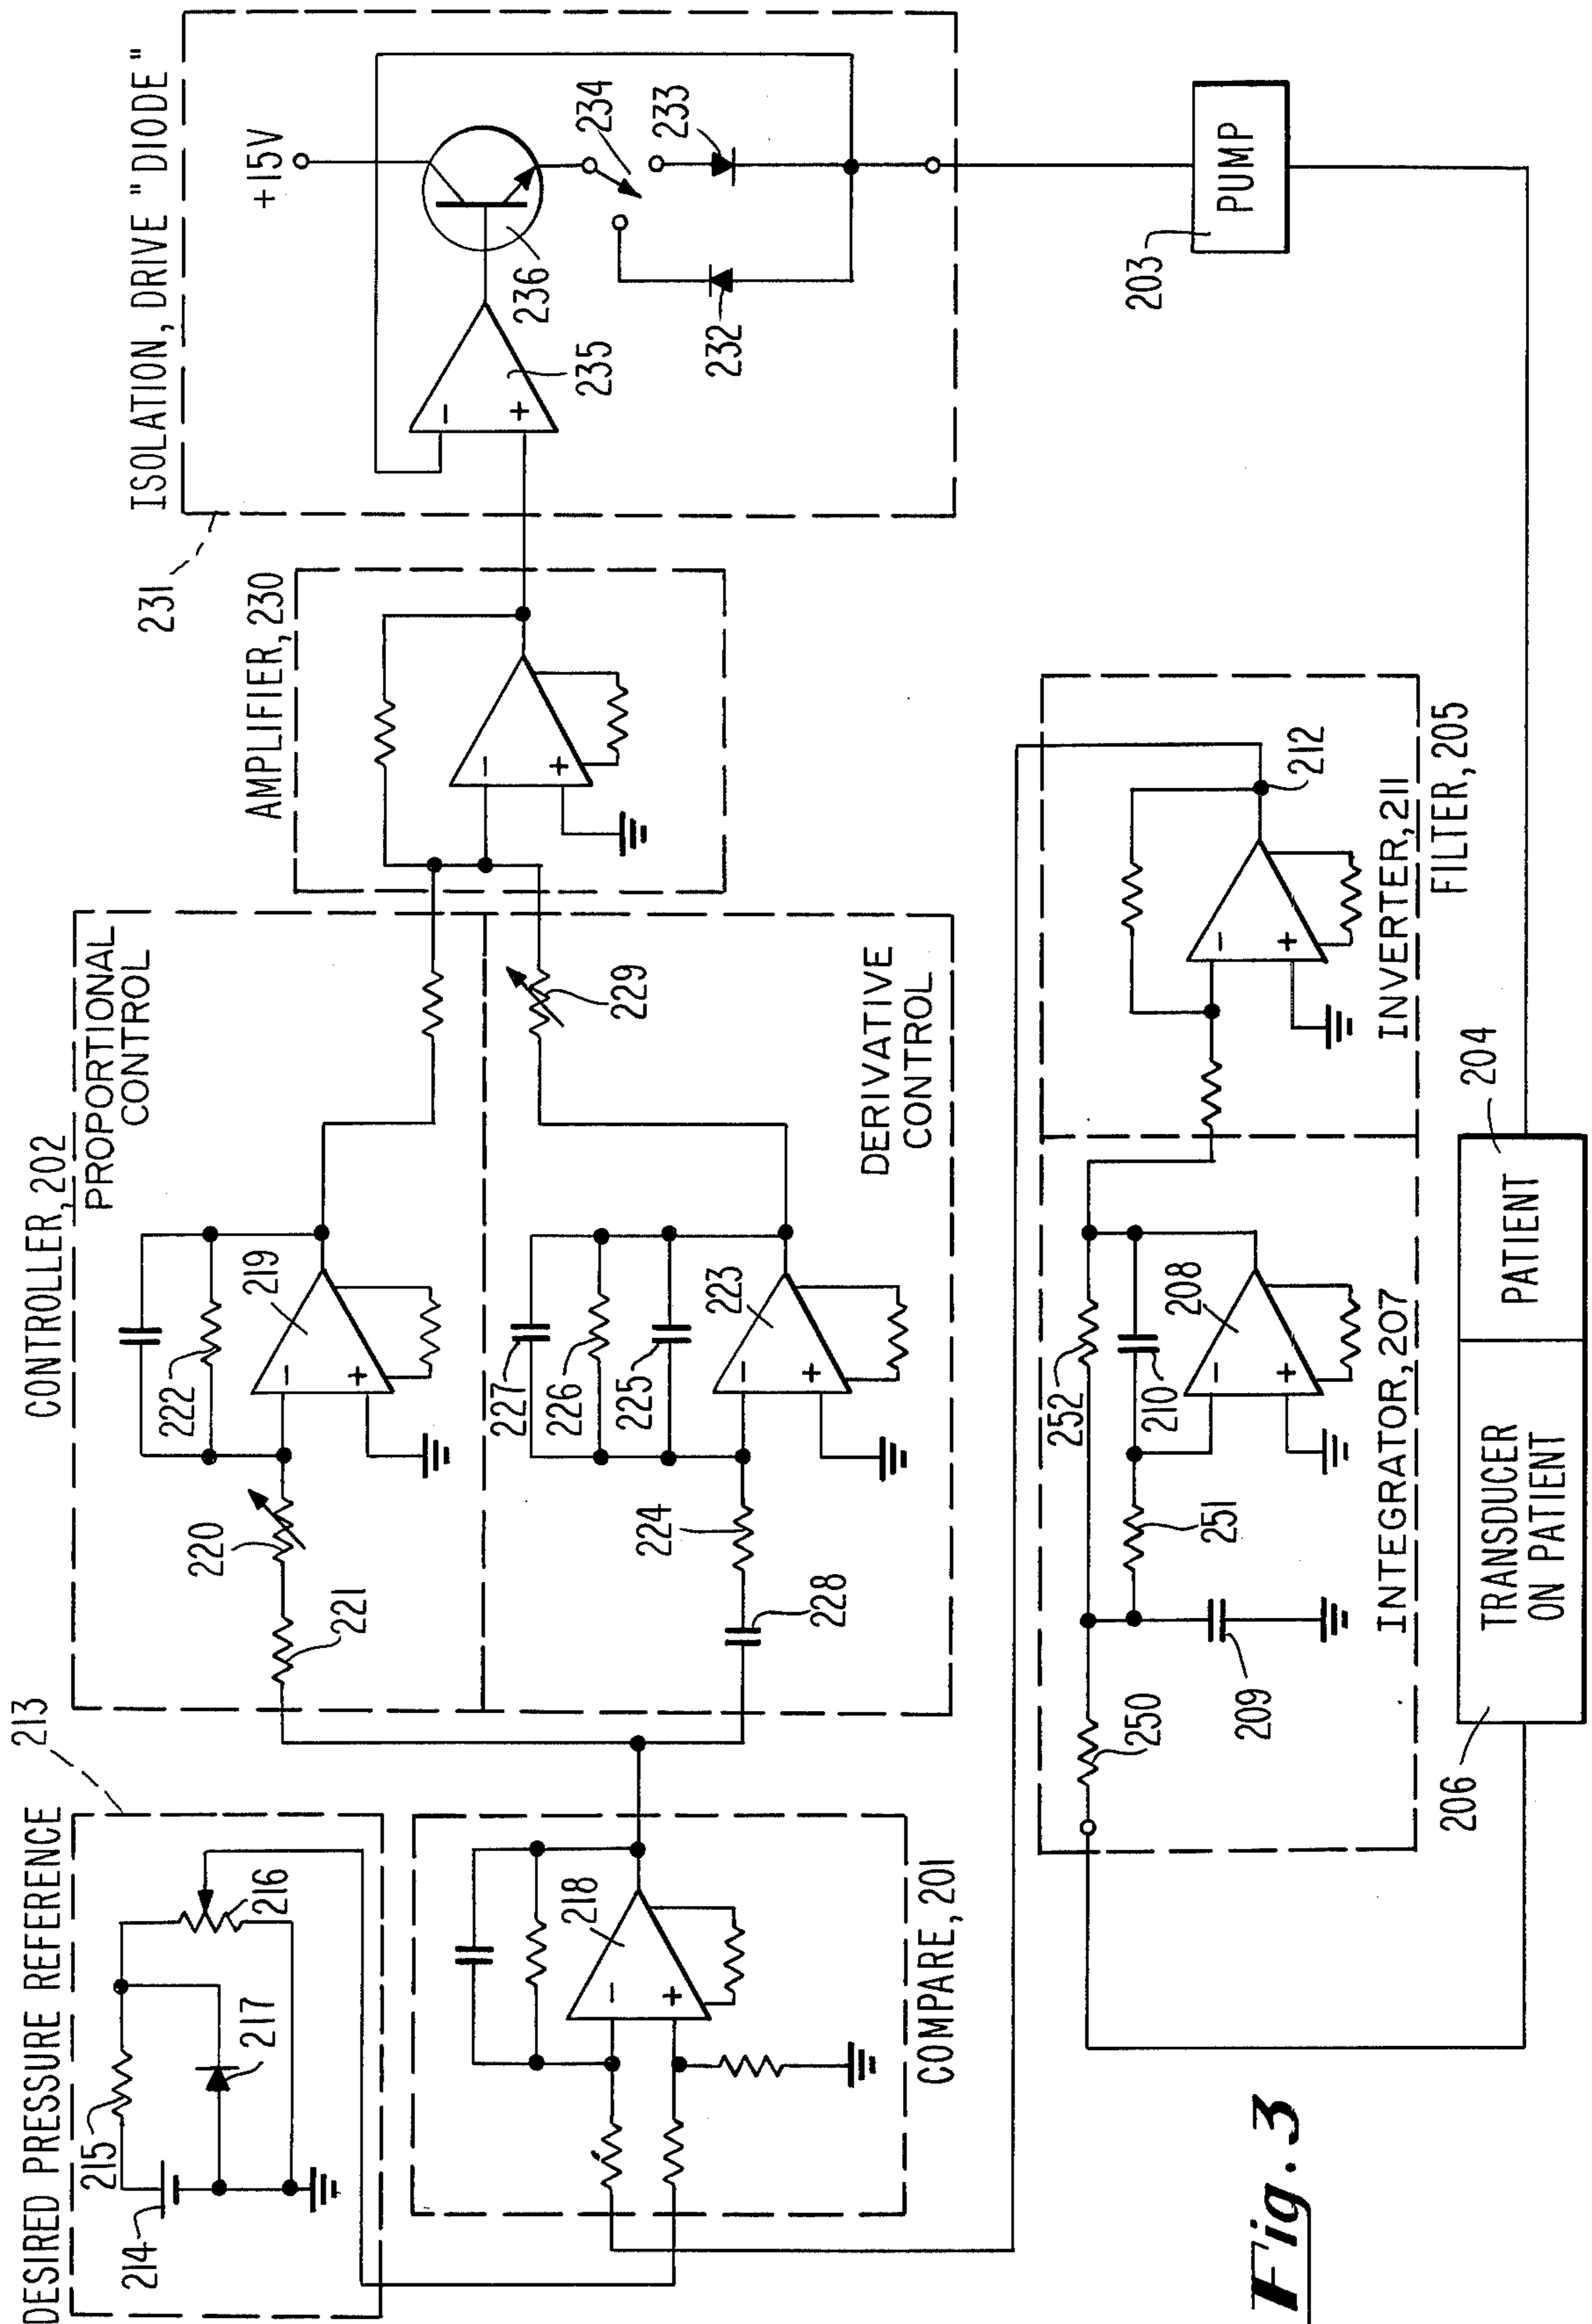 DESIRED PRESSURE REFERENCE
213
214
215
216
217
COMPARE, 201
218
-
+
CONTROLLER, 202
PROPORTIONAL
CONTROL
219
220
221
222
-
+
DERIVATIVE
CONTROL
223
224
225
226
227
228
229
-
+
AMPLIFIER, 230
-
+
231
ISOLATION, DRIVE "DIODE"
+15V
232
233
234
235
236
-
+
PUMP
203
PATIENT
204
TRANSDUCER
ON PATIENT
206
INTEGRATOR, 207
208
209
210
250
251
252
-
+
INVERTER, 211
212
-
+
FILTER, 205
Fig. 3